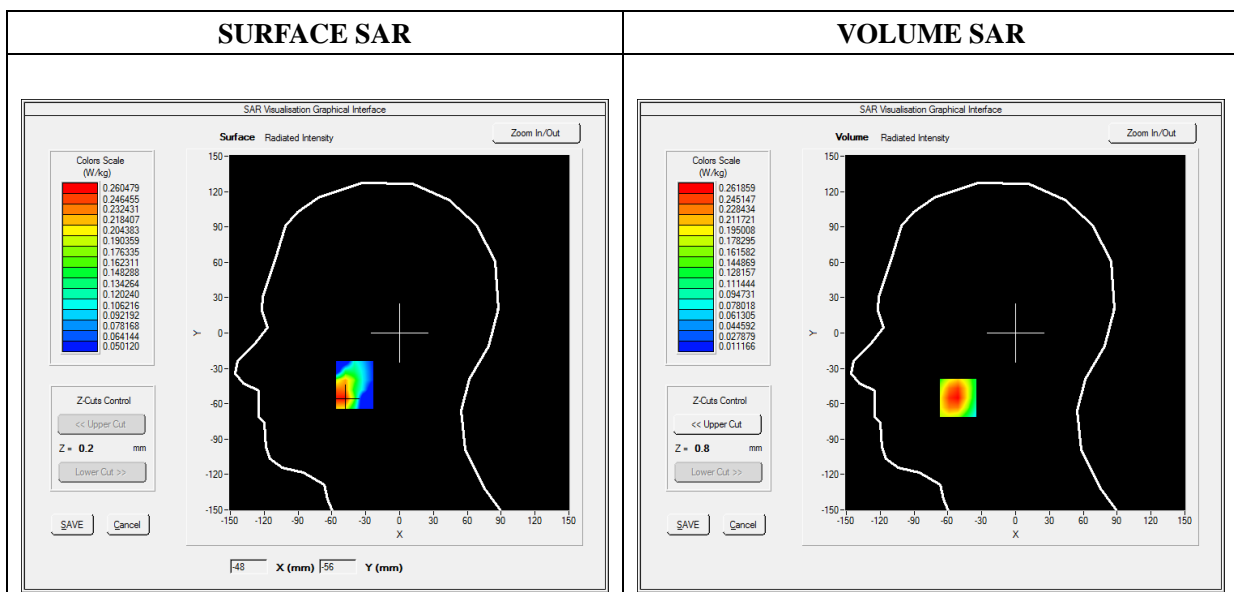 SURFACE SAR
VOLUME SAR
SAR Visualisation Graphical Interface
Surface Radiated Intensity
Zoom In/Out
Colors Scale
(W/kg)
0.260479
0.246455
0.232431
0.218407
0.204383
0.190359
0.176335
0.162311
0.148288
0.134264
0.120240
0.106216
0.092192
0.078168
0.064144
0.050120
Z-Cuts Control
<< Upper Cut
Z = 0.2 mm
Lower Cut >>
SAVE Cancel
150
120
90
60
30
0
-30
-60
-90
-120
-150
Y
-150 -120 -90 -60 -30 0 30 60 90 120 150
X
-48 X (mm) -56 Y (mm)
SAR Visualisation Graphical Interface
Volume Radiated Intensity
Zoom In/Out
Colors Scale
(W/kg)
0.261859
0.245147
0.228434
0.211721
0.195008
0.178295
0.161582
0.144869
0.128157
0.111444
0.094731
0.078018
0.061305
0.044592
0.027879
0.011166
Z-Cuts Control
<< Upper Cut
Z = 0.8 mm
Lower Cut >>
SAVE Cancel
150
120
90
60
30
0
-30
-60
-90
-120
-150
Y
-150 -120 -90 -60 -30 0 30 60 90 120 150
X